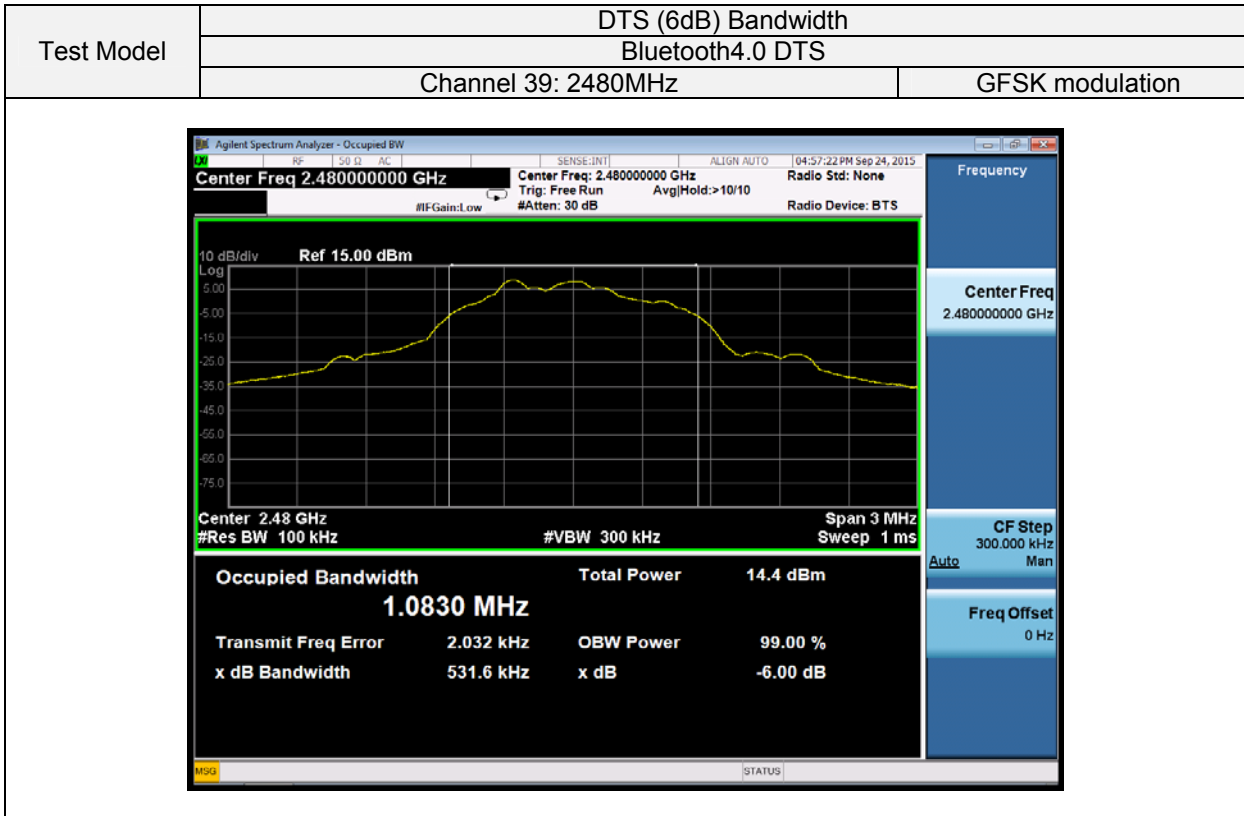 Test Model
DTS (6dB) Bandwidth
Bluetooth4.0 DTS
Channel 39: 2480MHz GFSK modulation
Agilent Spectrum Analyzer - Occupied BW
LXI RF 50 Ω AC SENSE:INT ALIGN AUTO 04:57:22 PM Sep 24, 2015
Center Freq 2.480000000 GHz
Center Freq: 2.480000000 GHz Radio Std: None
Trig: Free Run Avg|Hold:>10/10
#IFGain:Low #Atten: 30 dB Radio Device: BTS
10 dB/div Ref 15.00 dBm
Log
5.00
-5.00
-15.0
-25.0
-35.0
-45.0
-55.0
-65.0
-75.0
Center 2.48 GHz Span 3 MHz
#Res BW 100 kHz #VBW 300 kHz Sweep 1 ms
Occupied Bandwidth Total Power 14.4 dBm
1.0830 MHz
Transmit Freq Error 2.032 kHz OBW Power 99.00 %
x dB Bandwidth 531.6 kHz x dB -6.00 dB
Frequency
Center Freq
2.480000000 GHz
CF Step
300.000 kHz
Auto Man
Freq Offset
0 Hz
MSG STATUS